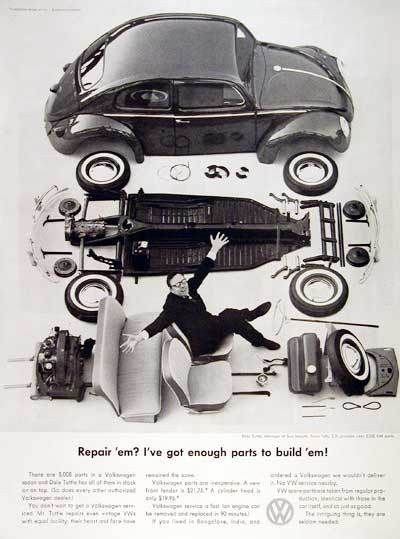 Repair 'em? I've got enough parts to build 'em!
There are 5,008 parts in a Volkswagen
sedan and Dale Tuttle has all of them in stock
or on tap. (So does every other authorized
Volkswagen dealer.)
You don't want to get a Volkswagen ser-
viced. Mr. Tuttle repairs even vintage VWs
with equal facility; their heart and face have
remained the same.
Volkswagen parts are inexpensive. A new
front fender is $21.75.* A cylinder head is
only $19.95.*
Volkswagen service is fast (an engine can
be removed and replaced in 90 minutes.)
If you lived in Bangalore, India, and
ordered a Volkswagen we wouldn't deliver
it. No VW service nearby.
VW spare parts are taken from regular pro-
duction, identical with those in the
car itself, and as good.
The intriguing thing is, they are
seldom needed.